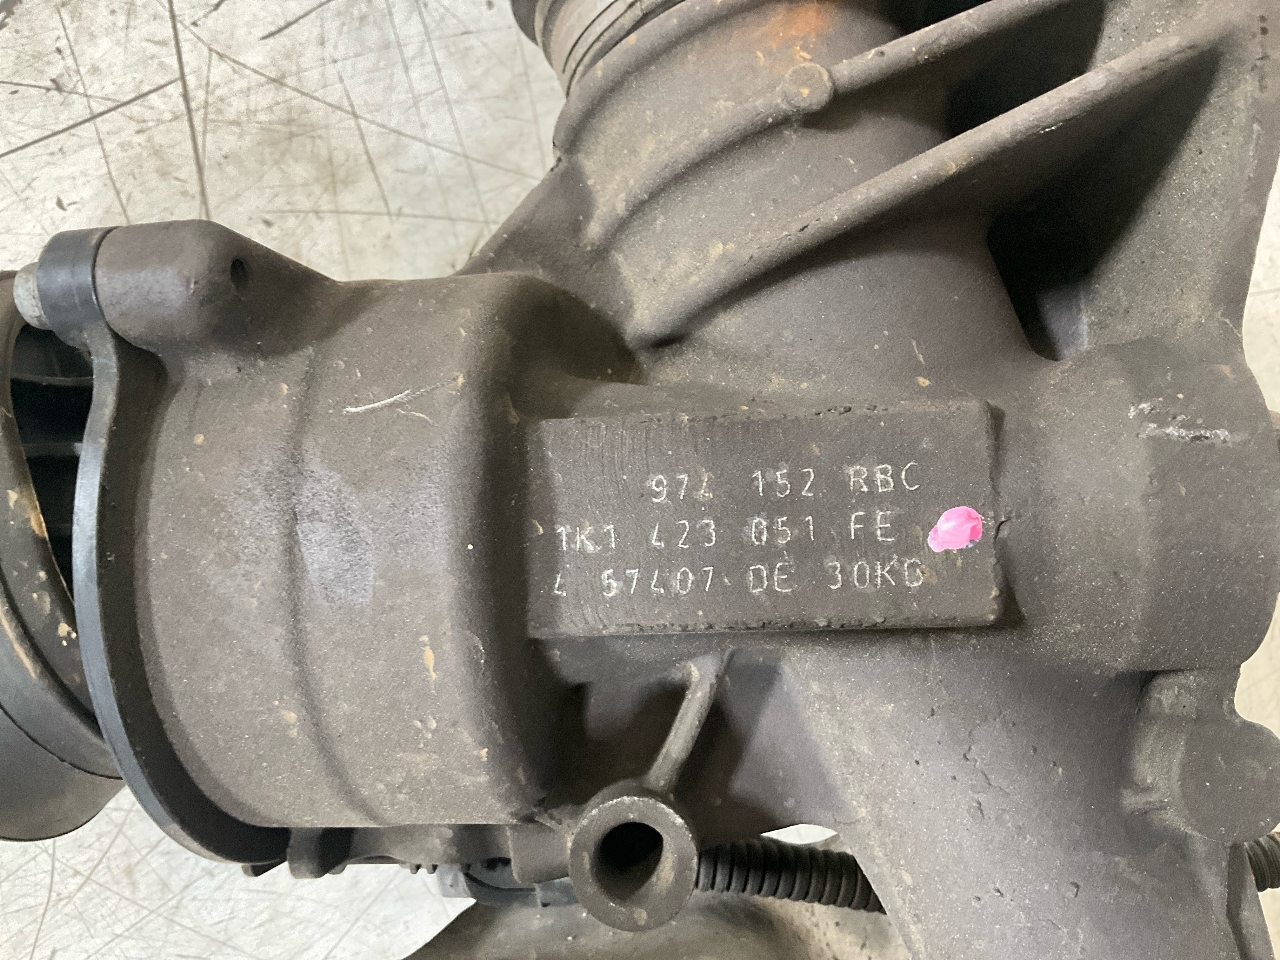 974 152 RBC
1K1 423 051 FE
4 57407 DE 30KG